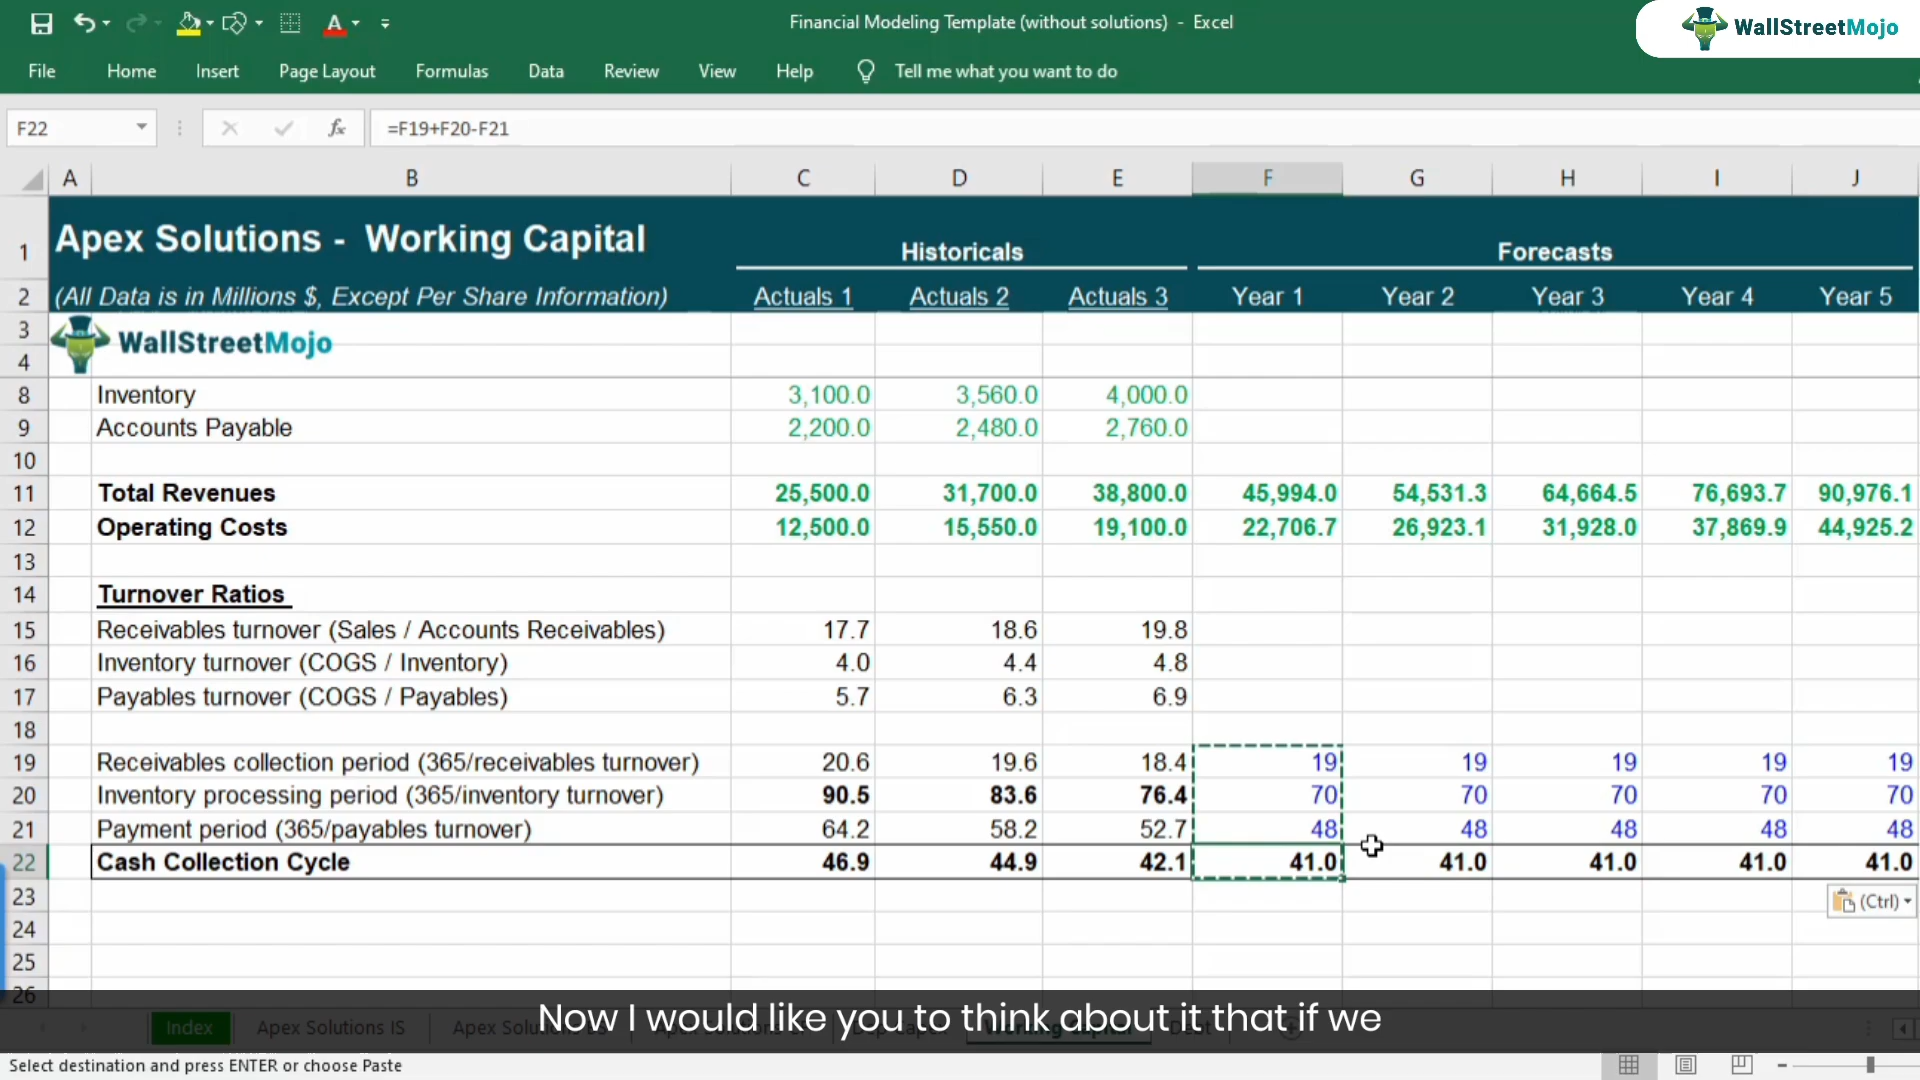 Financial Modeling Template (without solutions) - Excel
WallStreetMojo
File Home Insert Page Layout Formulas Data Review View Help Tell me what you want to do
F22 fx =F19+F20-F21
A B C D E F G H I J
1 Apex Solutions - Working Capital Historicals Forecasts
2 (All Data is in Millions $, Except Per Share Information) Actuals 1 Actuals 2 Actuals 3 Year 1 Year 2 Year 3 Year 4 Year 5
3 WallStreetMojo
4
8 Inventory 3,100.0 3,560.0 4,000.0
9 Accounts Payable 2,200.0 2,480.0 2,760.0
10
11 Total Revenues 25,500.0 31,700.0 38,800.0 45,994.0 54,531.3 64,664.5 76,693.7 90,976.1
12 Operating Costs 12,500.0 15,550.0 19,100.0 22,706.7 26,923.1 31,928.0 37,869.9 44,925.2
13
14 Turnover Ratios
15 Receivables turnover (Sales / Accounts Receivables) 17.7 18.6 19.8
16 Inventory turnover (COGS / Inventory) 4.0 4.4 4.8
17 Payables turnover (COGS / Payables) 5.7 6.3 6.9
18
19 Receivables collection period (365/receivables turnover) 20.6 19.6 18.4 19 19 19 19 19
20 Inventory processing period (365/inventory turnover) 90.5 83.6 76.4 70 70 70 70 70
21 Payment period (365/payables turnover) 64.2 58.2 52.7 48 48 48 48 48
22 Cash Collection Cycle 46.9 44.9 42.1 41.0 41.0 41.0 41.0 41.0
23 (Ctrl)
24
25
26
Now I would like you to think about it that if we
Index Apex Solutions IS
Select destination and press ENTER or choose Paste